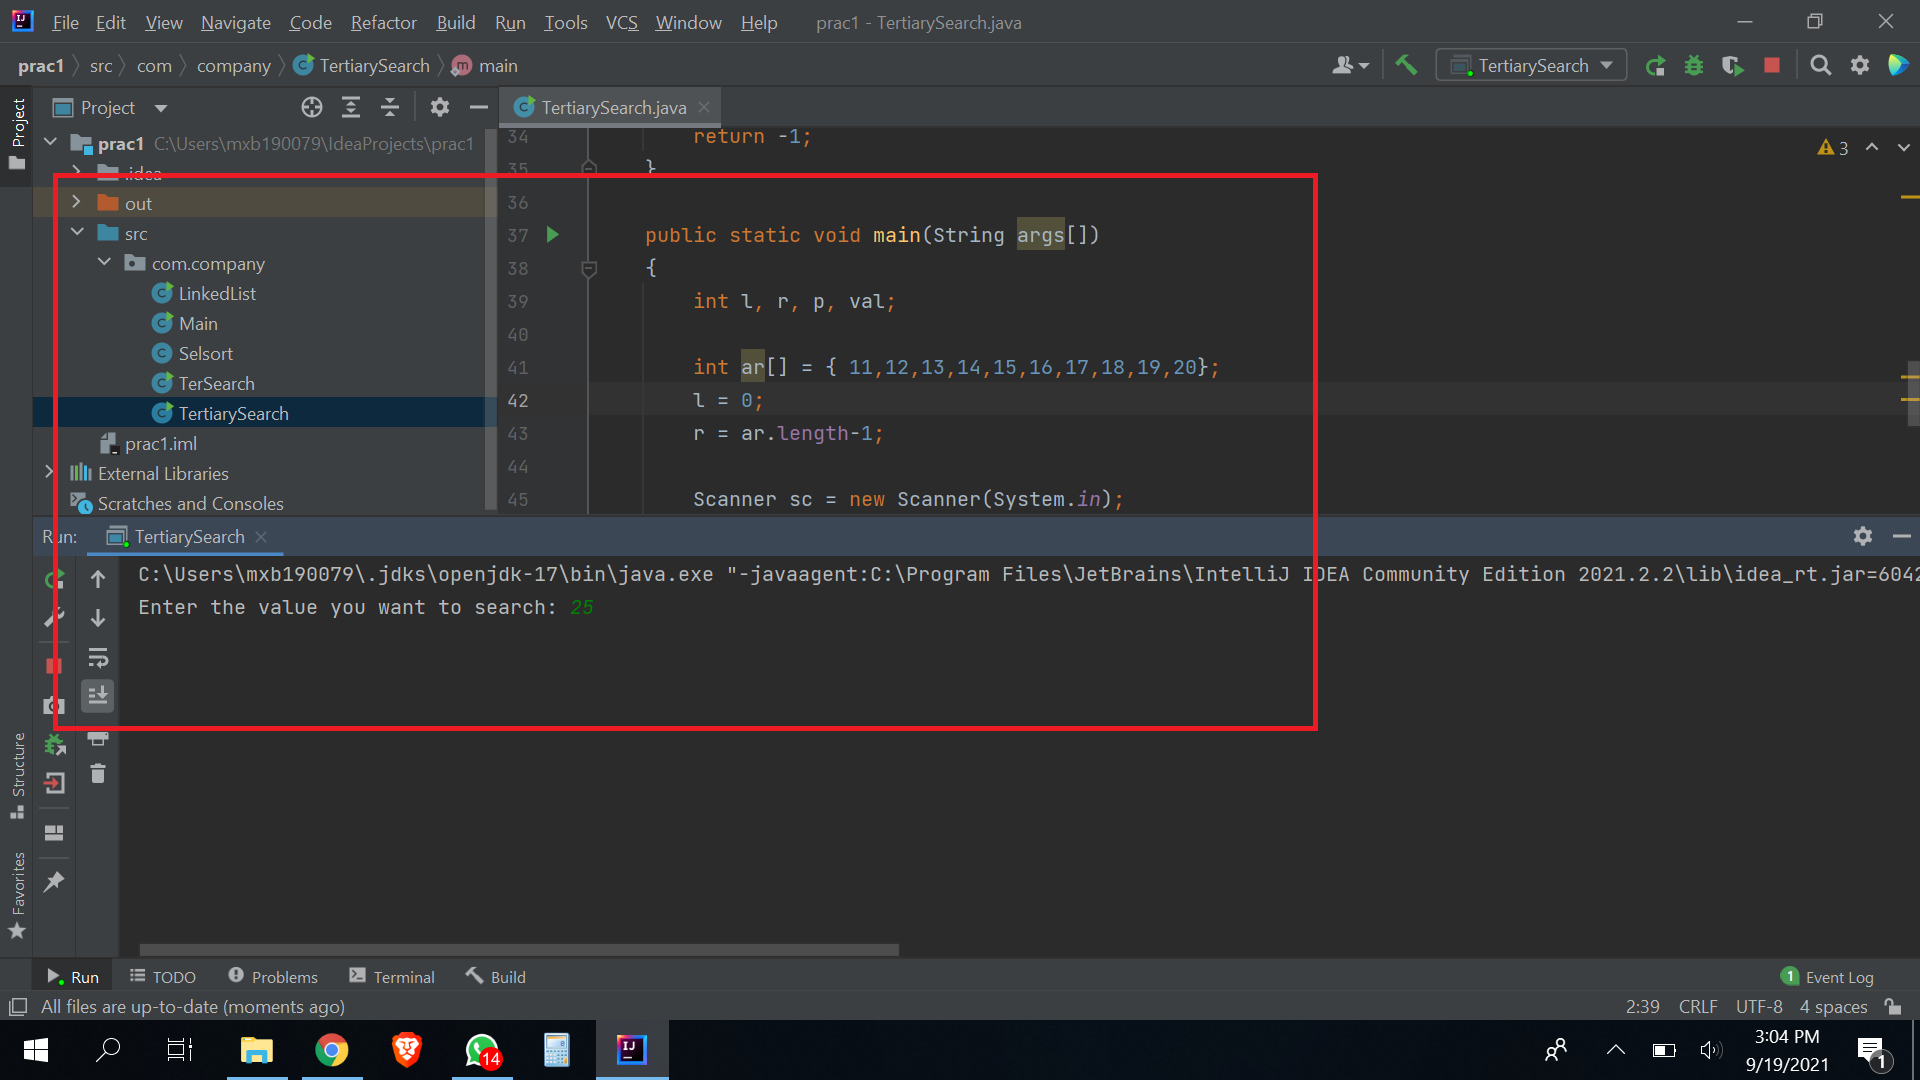 File Edit View Navigate Code Refactor Build Run Tools VCS Window Help prac1 - TertiarySearch.java
prac1 src com company TertiarySearch m main TertiarySearch
Project
Project
TertiarySearch.java
prac1 C:\Users\mxb190079\IdeaProjects\prac1
.idea
out
src
com.company
LinkedList
Main
Selsort
TerSearch
TertiarySearch
prac1.iml
External Libraries
Scratches and Consoles
3
34 return -1;
35 }
36
37 public static void main(String args[])
38 {
39 int l, r, p, val;
40
41 int ar[] = { 11,12,13,14,15,16,17,18,19,20};
42 l = 0;
43 r = ar.length-1;
44
45 Scanner sc = new Scanner(System.in);
Run: TertiarySearch
C:\Users\mxb190079\.jdks\openjdk-17\bin\java.exe "-javaagent:C:\Program Files\JetBrains\IntelliJ IDEA Community Edition 2021.2.2\lib\idea_rt.jar=6042
Enter the value you want to search: 25
Structure
Favorites
Run TODO Problems Terminal Build 1 Event Log
All files are up-to-date (moments ago) 2:39 CRLF UTF-8 4 spaces
14 IJ 3:04 PM
9/19/2021 1